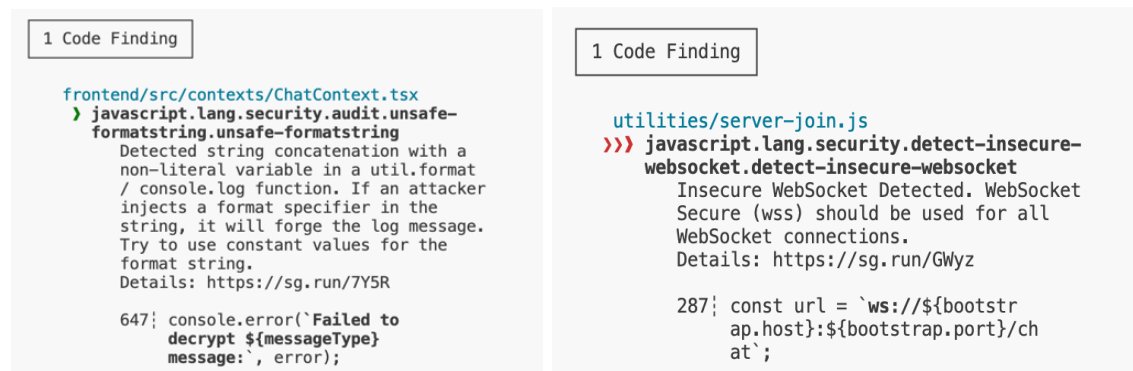 1 Code Finding
frontend/src/contexts/ChatContext.tsx
❯ javascript.lang.security.audit.unsafe-
formatstring.unsafe-formatstring
Detected string concatenation with a
non-literal variable in a util.format
/ console.log function. If an attacker
injects a format specifier in the
string, it will forge the log message.
Try to use constant values for the
format string.
Details: https://sg.run/7Y5R
647┆ console.error(`Failed to
decrypt ${messageType}
message:`, error);
1 Code Finding
utilities/server-join.js
❯❯❱ javascript.lang.security.detect-insecure-
websocket.detect-insecure-websocket
Insecure WebSocket Detected. WebSocket
Secure (wss) should be used for all
WebSocket connections.
Details: https://sg.run/GWyz
287┆ const url = `ws://${bootstr
ap.host}:${bootstrap.port}/ch
at`;